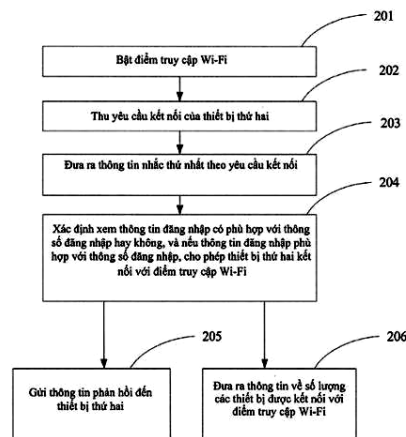 201
Bật điểm truy cập Wi-Fi
202
Thu yêu cầu kết nối của thiết bị thứ hai
203
Đưa ra thông tin nhắc thứ nhất theo yêu cầu kết nối
204
Xác định xem thông tin đăng nhập có phù hợp với thông
số đăng nhập hay không, và nếu thông tin đăng nhập phù
hợp với thông số đăng nhập, cho phép thiết bị thứ hai kết
nối với điểm truy cập Wi-Fi
205
Gửi thông tin phản hồi đến
thiết bị thứ hai
206
Đưa ra thông tin về số lượng
các thiết bị được kết nối với
điểm truy cập Wi-Fi